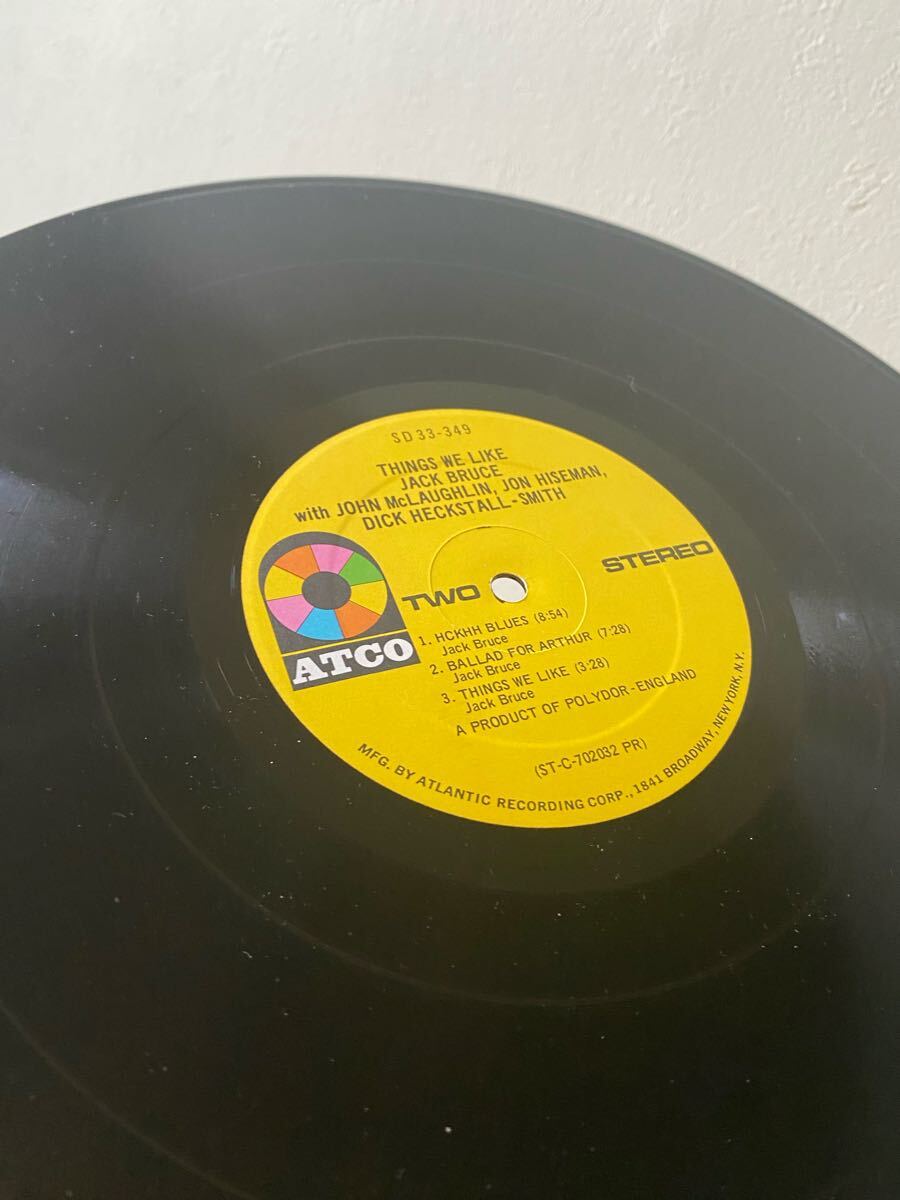 SD 33-349
THINGS WE LIKE
JACK BRUCE
with JOHN McLAUGHLIN, JON HISEMAN,
DICK HECKSTALL-SMITH
ATCO
TWO
STEREO
1. HCKHH BLUES (8:54)
Jack Bruce
2. BALLAD FOR ARTHUR (7:28)
Jack Bruce
3. THINGS WE LIKE (3:28)
Jack Bruce
A PRODUCT OF POLYDOR-ENGLAND
(ST-C-702032 PR)
MFG. BY ATLANTIC RECORDING CORP., 1841 BROADWAY, NEW YORK, N.Y.